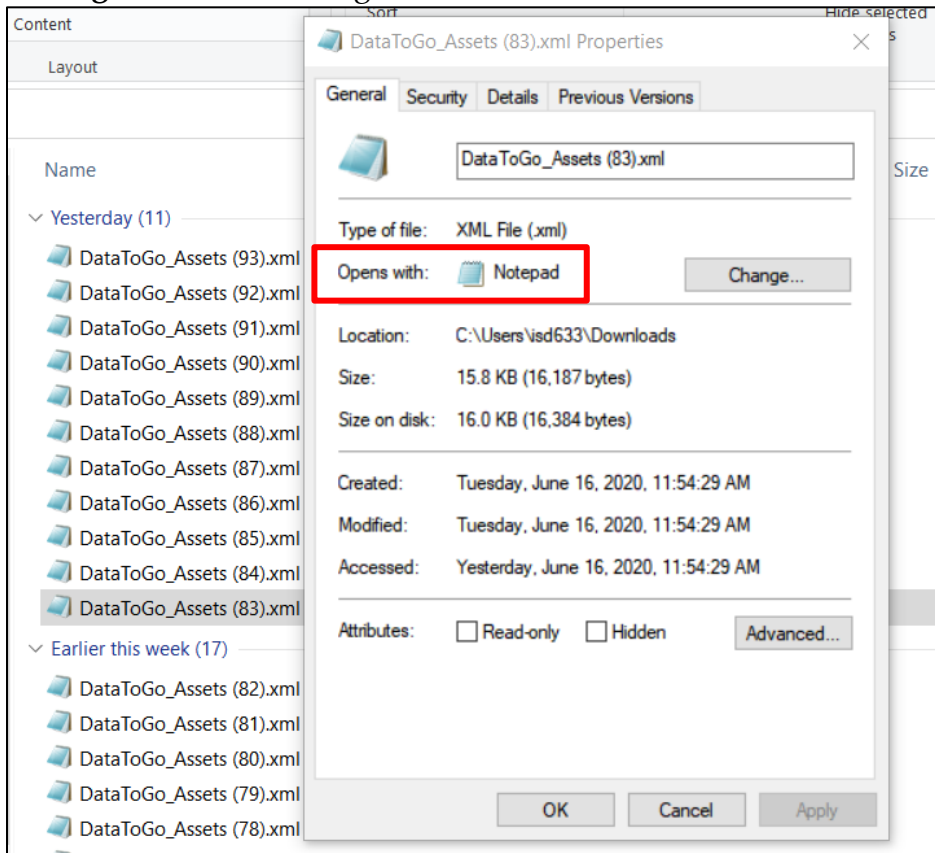 Content
Layout
Sort
Hide selected
s
Name
Size
Yesterday (11)
DataToGo_Assets (93).xml
DataToGo_Assets (92).xml
DataToGo_Assets (91).xml
DataToGo_Assets (90).xml
DataToGo_Assets (89).xml
DataToGo_Assets (88).xml
DataToGo_Assets (87).xml
DataToGo_Assets (86).xml
DataToGo_Assets (85).xml
DataToGo_Assets (84).xml
DataToGo_Assets (83).xml
Earlier this week (17)
DataToGo_Assets (82).xml
DataToGo_Assets (81).xml
DataToGo_Assets (80).xml
DataToGo_Assets (79).xml
DataToGo_Assets (78).xml
DataToGo_Assets (83).xml Properties
General Security Details Previous Versions
DataToGo_Assets (83).xml
Type of file: XML File (.xml)
Opens with: Notepad Change...
Location: C:\Users\isd633\Downloads
Size: 15.8 KB (16,187 bytes)
Size on disk: 16.0 KB (16,384 bytes)
Created: Tuesday, June 16, 2020, 11:54:29 AM
Modified: Tuesday, June 16, 2020, 11:54:29 AM
Accessed: Yesterday, June 16, 2020, 11:54:29 AM
Attributes: Read-only Hidden Advanced...
OK Cancel Apply